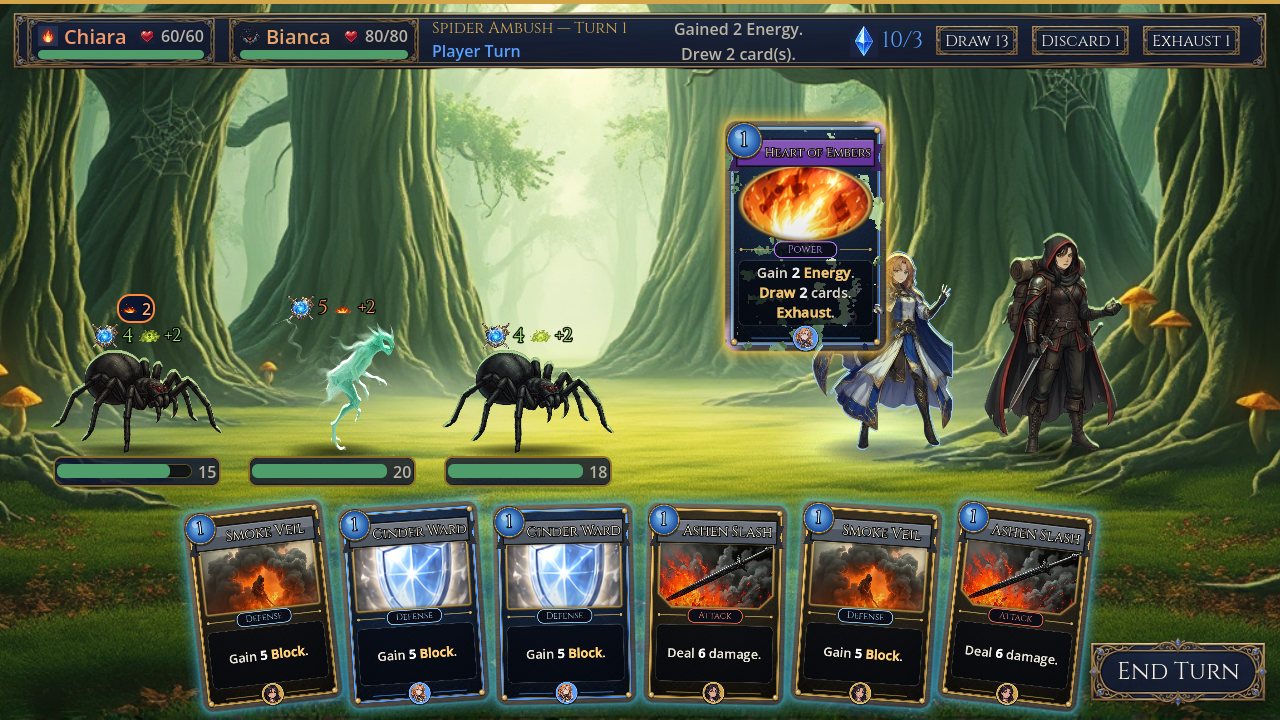 Chiara 60/60
Bianca 80/80
Spider Ambush — Turn 1
Player Turn
Gained 2 Energy.
Drew 2 card(s).
10/3
Draw 13
Discard 1
Exhaust 1
1
Heart of Embers
Power
Gain 2 Energy.
Draw 2 cards.
Exhaust.
2
4 +2
5 +2
4 +2
15
20
18
1
Smoke Veil
Defense
Gain 5 Block.
1
Cinder Ward
Defense
Gain 5 Block.
1
Cinder Ward
Defense
Gain 5 Block.
1
Ashen Slash
Attack
Deal 6 damage.
1
Smoke Veil
Defense
Gain 5 Block.
1
Ashen Slash
Attack
Deal 6 damage.
End Turn